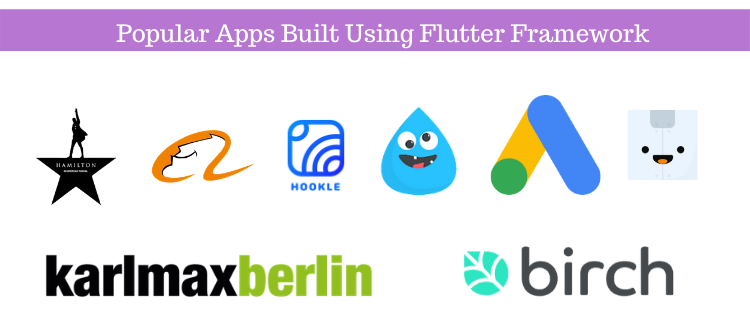 Popular Apps Built Using Flutter Framework
HAMILTON
HOOKLE
karlmaxberlin
birch